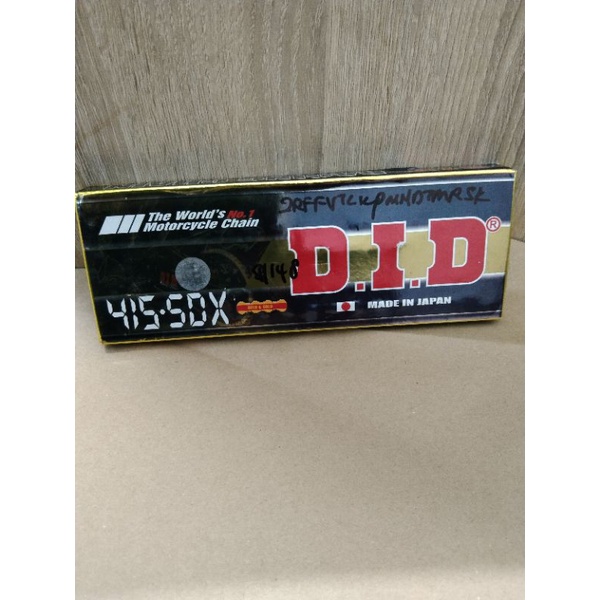 The World's No.1
Motorcycle Chain
D.I.D®
415·SDX
MADE IN JAPAN